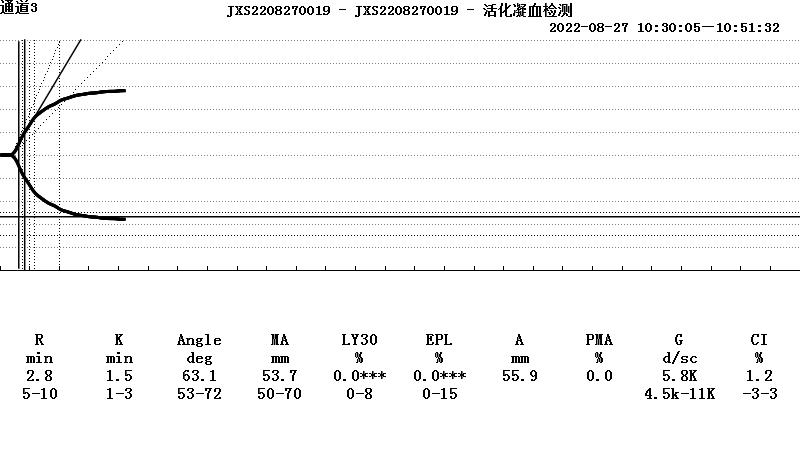 通道3
JXS2208270019 - JXS2208270019 - 活化凝血检测
2022-08-27 10:30:05--10:51:32
R K Angle MA LY30 EPL A PMA G CI
min min deg mm % % mm % d/sc %
2.8 1.5 63.1 53.7 0.0*** 0.0*** 55.9 0.0 5.8K 1.2
5-10 1-3 53-72 50-70 0-8 0-15 4.5k-11K -3-3